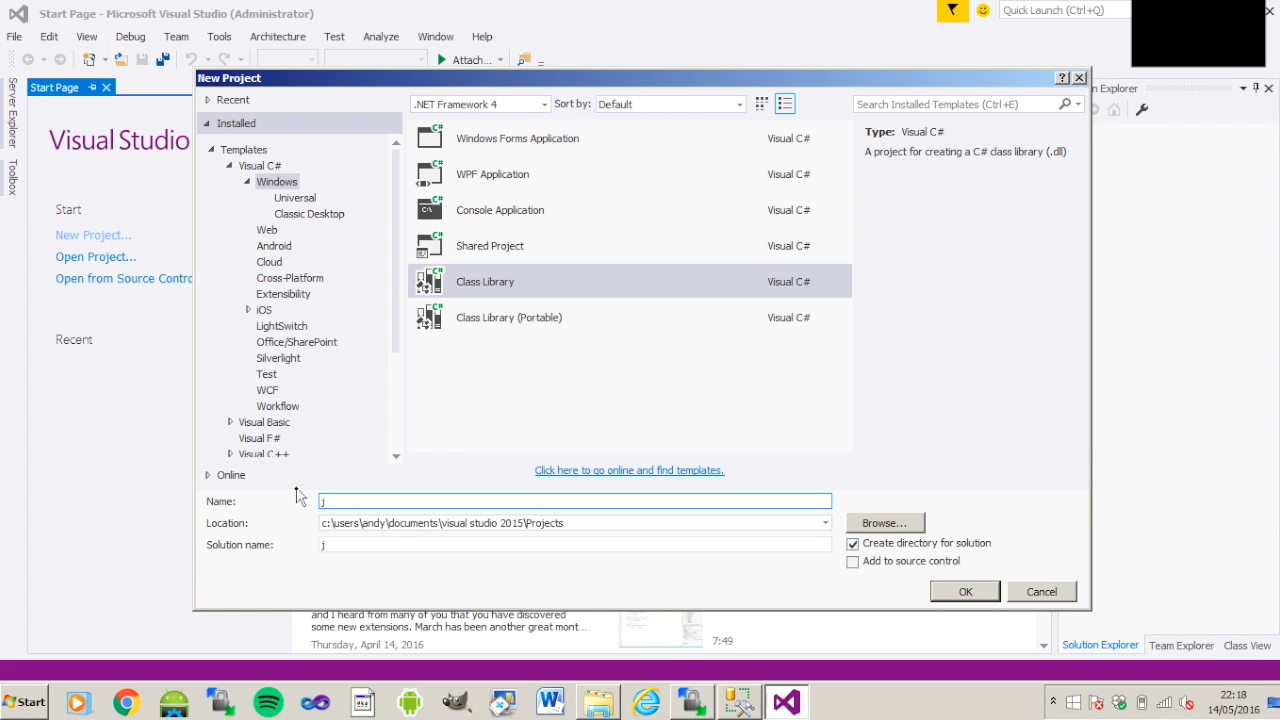 Start Page - Microsoft Visual Studio (Administrator)
Quick Launch (Ctrl+Q)
File Edit View Debug Team Tools Architecture Test Analyze Window Help
Attach...
Server Explorer
Toolbox
Start Page
Visual Studio
Start
New Project...
Open Project...
Open from Source Contro
Recent
New Project
Recent
Installed
Templates
Visual C#
Windows
Universal
Classic Desktop
Web
Android
Cloud
Cross-Platform
Extensibility
iOS
LightSwitch
Office/SharePoint
Silverlight
Test
WCF
Workflow
Visual Basic
Visual F#
Visual C++
Online
.NET Framework 4 Sort by: Default
Search Installed Templates (Ctrl+E)
Windows Forms Application Visual C#
WPF Application Visual C#
Console Application Visual C#
Shared Project Visual C#
Class Library Visual C#
Class Library (Portable) Visual C#
Type: Visual C#
A project for creating a C# class library (.dll)
Click here to go online and find templates.
Name: j
Location: c:\users\andy\documents\visual studio 2015\Projects
Browse...
Solution name: j
Create directory for solution
Add to source control
OK Cancel
n Explorer
and I heard from many of you that you have discovered
some new extensions. March has been another great mont...
Thursday, April 14, 2016
7:49
Solution Explorer Team Explorer Class View
Start
22:18
14/05/2016